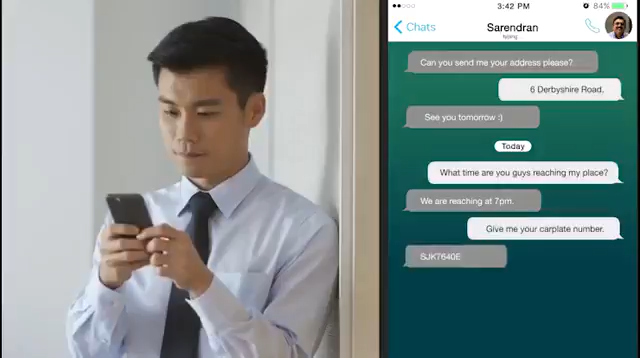 3:42 PM
84%
Chats
Sarendran
typing
Can you send me your address please?
6 Derbyshire Road.
See you tomorrow :)
Today
What time are you guys reaching my place?
We are reaching at 7pm.
Give me your carplate number.
SJK7640E